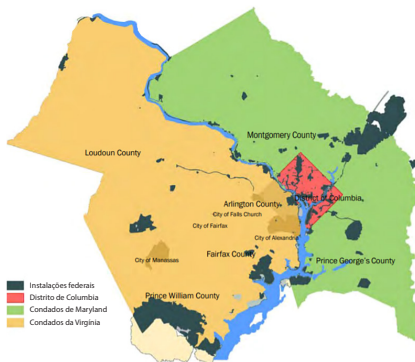 Montgomery County
Loudoun County
District of Columbia
Arlington County
City of Falls Church
City of Fairfax
City of Alexandria
Fairfax County
City of Manassas
Prince George's County
Prince William County
Instalações federais
Distrito de Columbia
Condados de Maryland
Condados da Virgínia